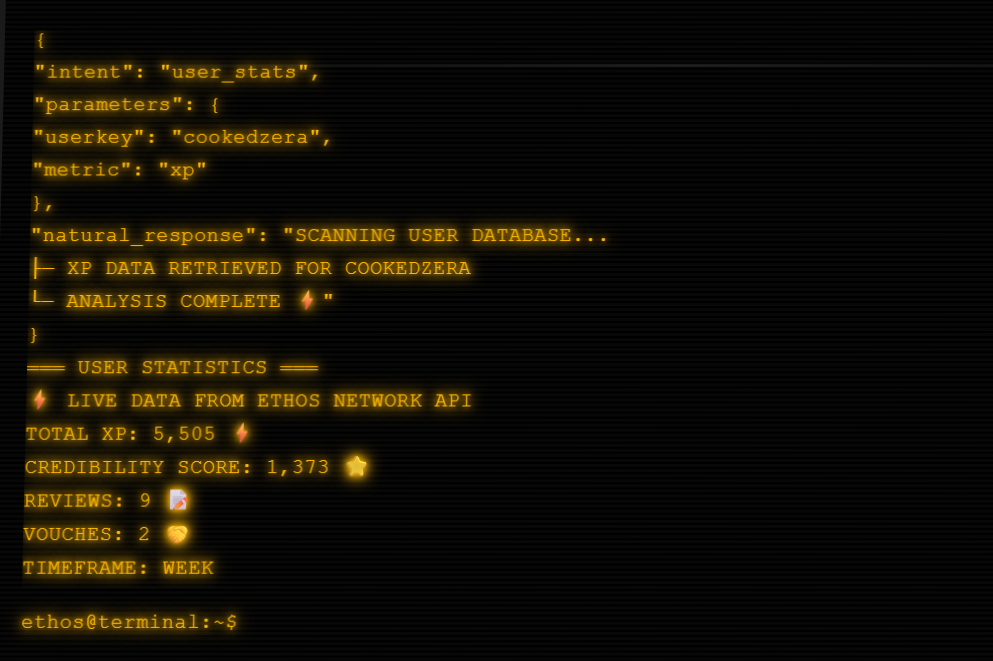 {
"intent": "user_stats",
"parameters": {
"userkey": "cookedzera",
"metric": "xp"
},
"natural_response": "SCANNING USER DATABASE...
├─ XP DATA RETRIEVED FOR COOKEDZERA
└─ ANALYSIS COMPLETE ⚡"
}
═══ USER STATISTICS ═══
⚡ LIVE DATA FROM ETHOS NETWORK API
TOTAL XP: 5,505 ⚡
CREDIBILITY SCORE: 1,373 ⭐
REVIEWS: 9 📝
VOUCHES: 2 🤝
TIMEFRAME: WEEK
ethos@terminal:~$